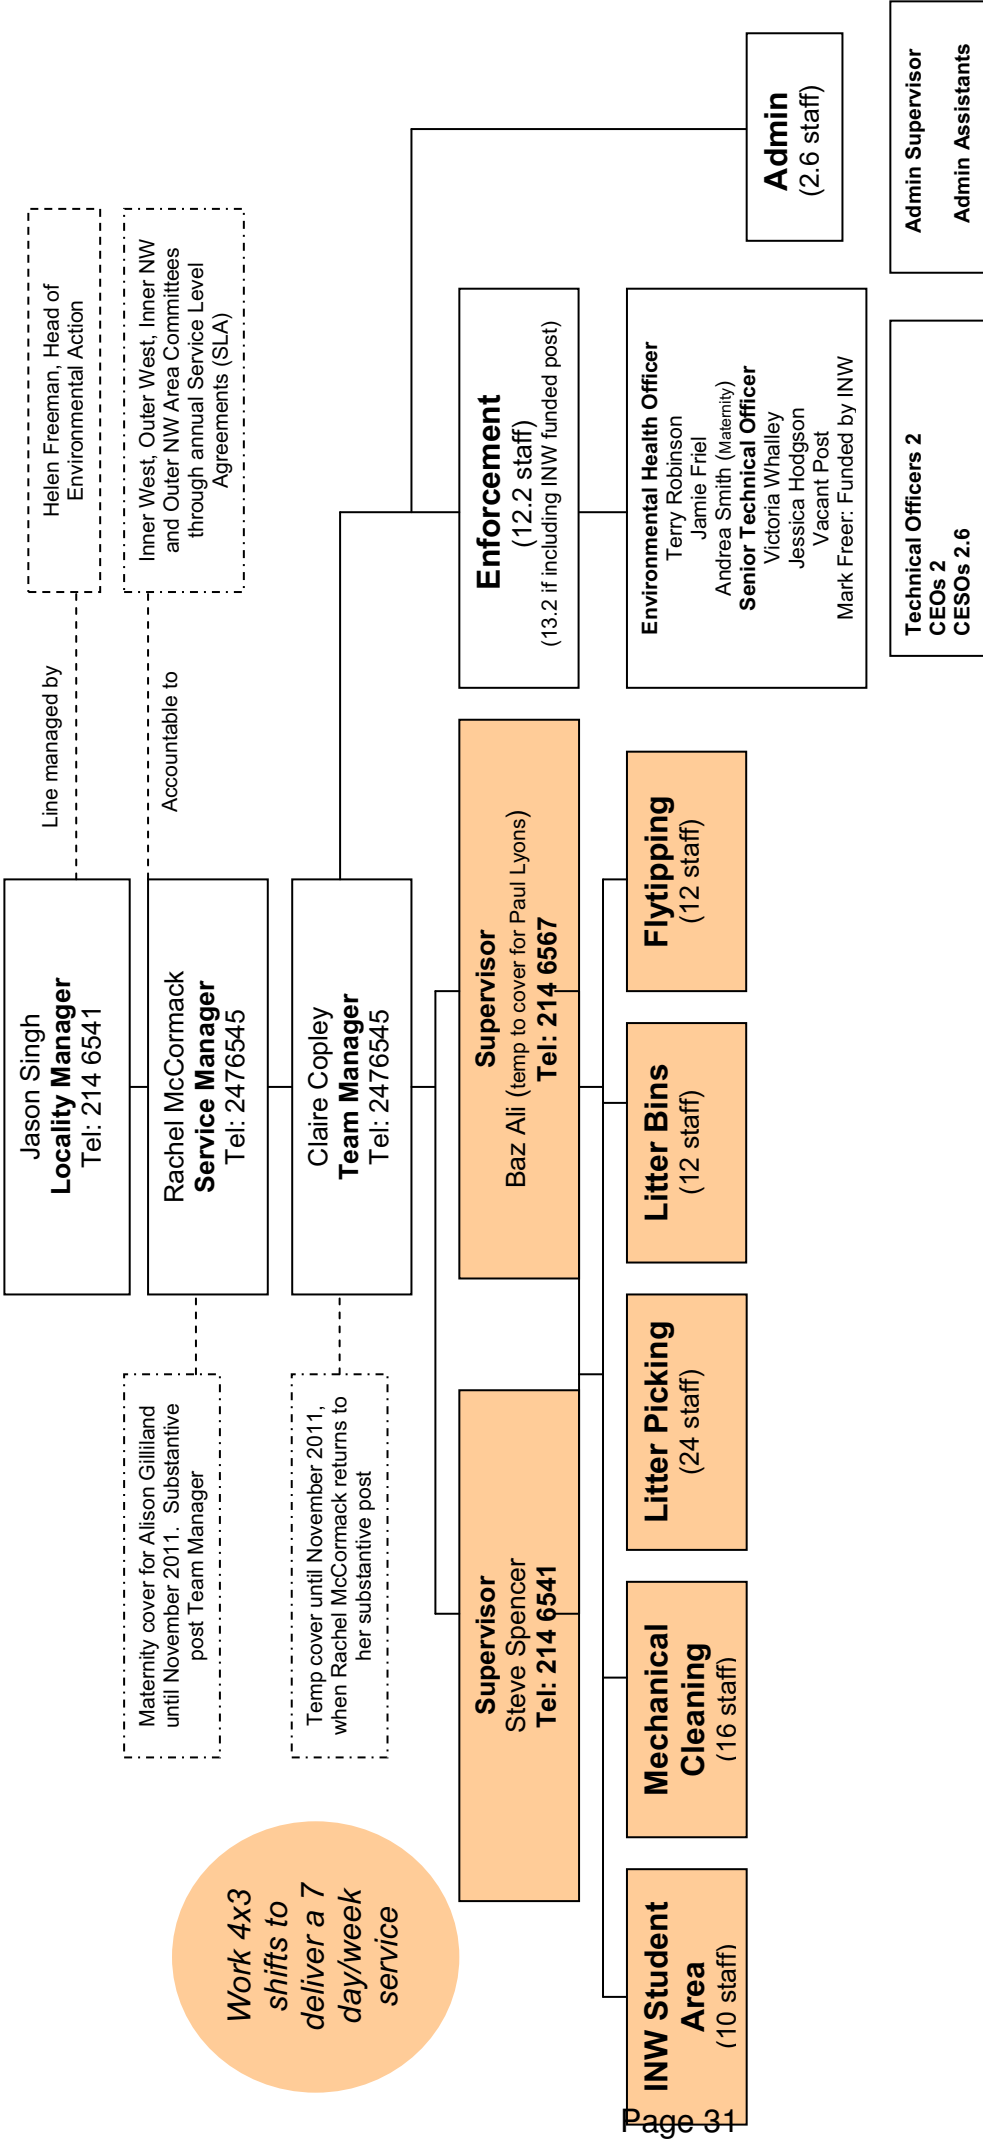 Jason Singh
Locality Manager
Tel: 214 6541
Line managed by
Helen Freeman, Head of
Environmental Action
Rachel McCormack
Service Manager
Tel: 2476545
Accountable to
Inner West, Outer West, Inner NW
and Outer NW Area Committees
through annual Service Level
Agreements (SLA)
Maternity cover for Alison Gilliland
until November 2011. Substantive
post Team Manager
Claire Copley
Team Manager
Tel: 2476545
Temp cover until November 2011,
when Rachel McCormack returns to
her substantive post
Work 4x3
shifts to
deliver a 7
day/week
service
Supervisor
Steve Spencer
Tel: 214 6541
Supervisor
Baz Ali (temp to cover for Paul Lyons)
Tel: 214 6567
Enforcement
(12.2 staff)
(13.2 if including INW funded post)
INW Student
Area
(10 staff)
Mechanical
Cleaning
(16 staff)
Litter Picking
(24 staff)
Litter Bins
(12 staff)
Flytipping
(12 staff)
Environmental Health Officer
Terry Robinson
Jamie Friel
Andrea Smith (Maternity)
Senior Technical Officer
Victoria Whalley
Jessica Hodgson
Vacant Post
Mark Freer: Funded by INW
Admin
(2.6 staff)
Technical Officers 2
CEOs 2
CESOs 2.6
Admin Supervisor
Admin Assistants
Page 31